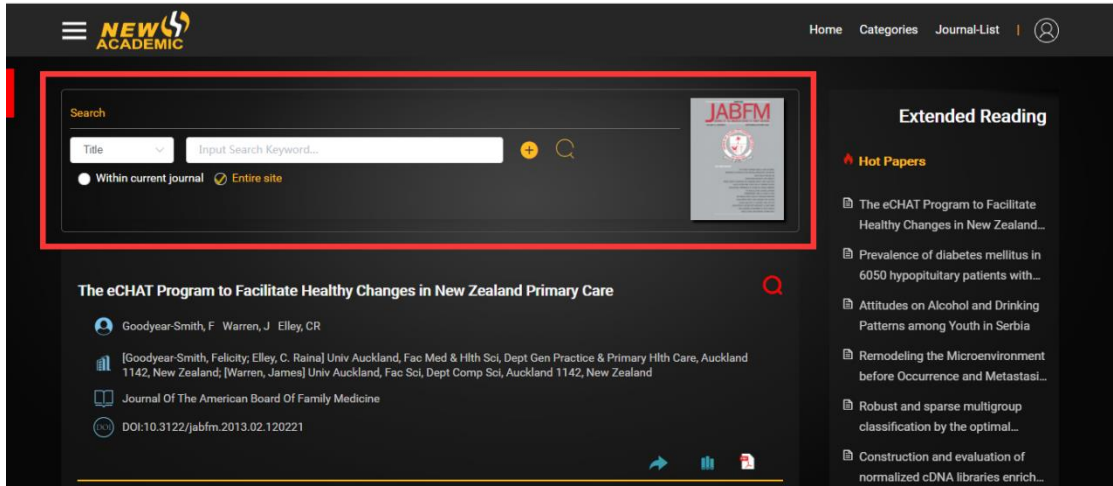 NEW
ACADEMIC
Home Categories Journal-List
Search
Title
Input Search Keyword...
Within current journal Entire site
JABFM
The eCHAT Program to Facilitate Healthy Changes in New Zealand Primary Care
Goodyear-Smith, F Warren, J Elley, CR
[Goodyear-Smith, Felicity; Elley, C. Raina] Univ Auckland, Fac Med & Hlth Sci, Dept Gen Practice & Primary Hlth Care, Auckland
1142, New Zealand; [Warren, James] Univ Auckland, Fac Sci, Dept Comp Sci, Auckland 1142, New Zealand
Journal Of The American Board Of Family Medicine
DOI
DOI:10.3122/jabfm.2013.02.120221
Extended Reading
Hot Papers
The eCHAT Program to Facilitate
Healthy Changes in New Zealand...
Prevalence of diabetes mellitus in
6050 hypopituitary patients with...
Attitudes on Alcohol and Drinking
Patterns among Youth in Serbia
Remodeling the Microenvironment
before Occurrence and Metastasi...
Robust and sparse multigroup
classification by the optimal...
Construction and evaluation of
normalized cDNA libraries enrich...